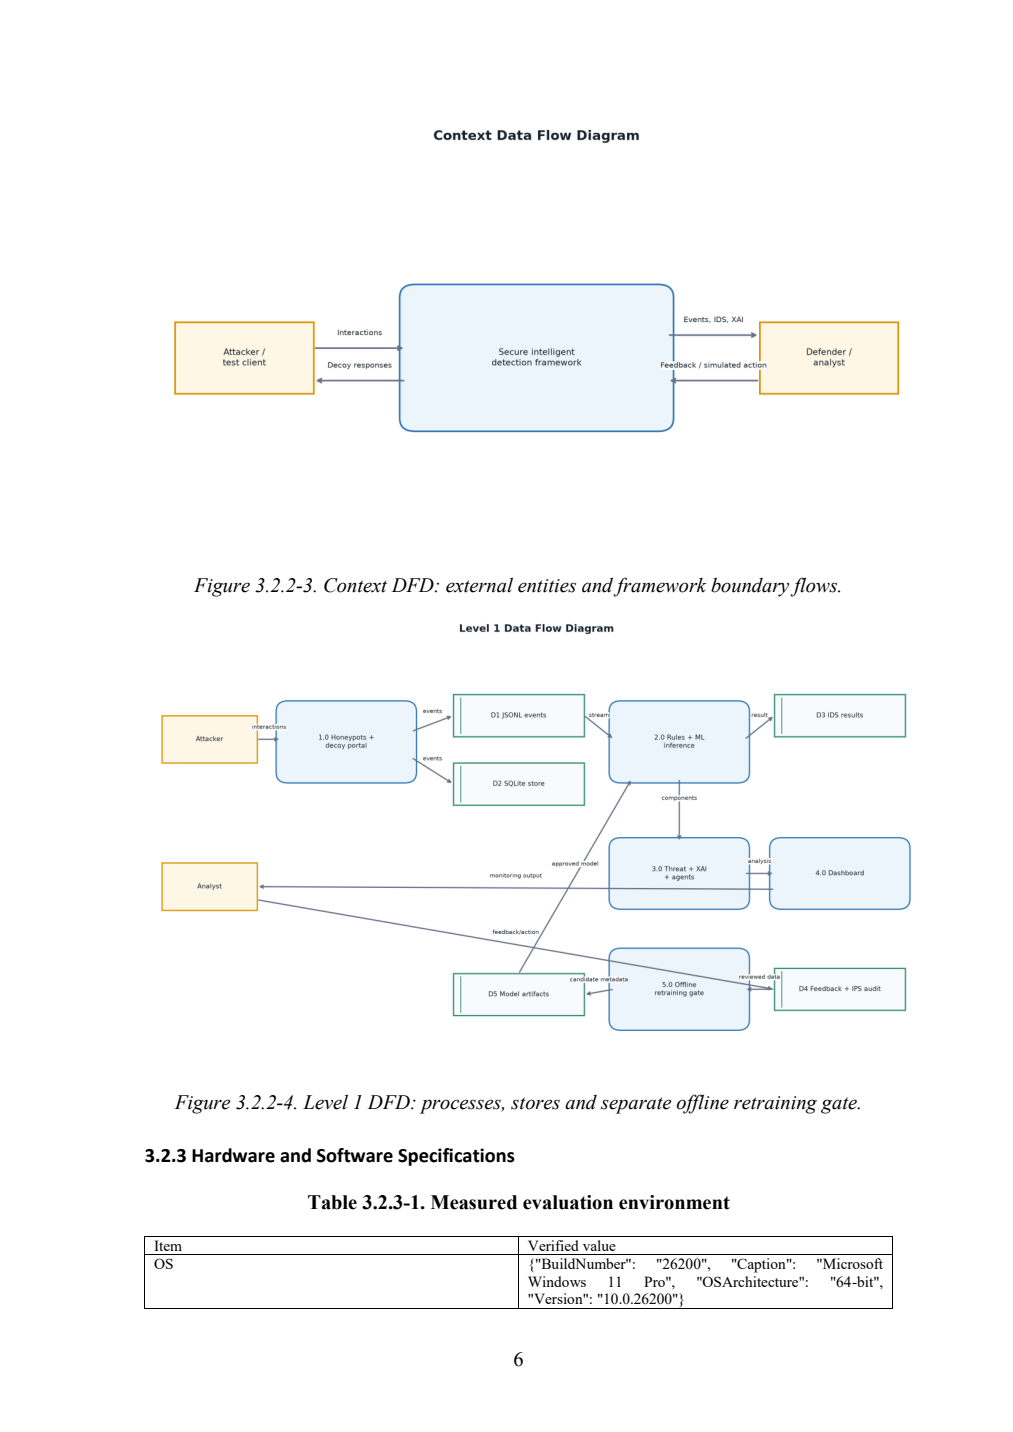 Context Data Flow Diagram
Attacker /
test client
Interactions
Decoy responses
Secure intelligent
detection framework
Events, IDS, XAI
Feedback / simulated action
Defender /
analyst
Figure 3.2.2-3. Context DFD: external entities and framework boundary flows.
Level 1 Data Flow Diagram
Attacker
interactions
1.0 Honeypots +
decoy portal
events
events
D1 JSONL events
D2 SQLite store
stream
2.0 Rules + ML
inference
result
D3 IDS results
components
approved model
3.0 Threat + XAI
+ agents
analysis
4.0 Dashboard
Analyst
monitoring output
feedback/action
D5 Model artifacts
candidate metadata
5.0 Offline
retraining gate
reviewed data
D4 Feedback + IPS audit
Figure 3.2.2-4. Level 1 DFD: processes, stores and separate offline retraining gate.
3.2.3 Hardware and Software Specifications
Table 3.2.3-1. Measured evaluation environment
Item
Verified value
OS
{"BuildNumber": "26200", "Caption": "Microsoft
Windows 11 Pro", "OSArchitecture": "64-bit",
"Version": "10.0.26200"}
6